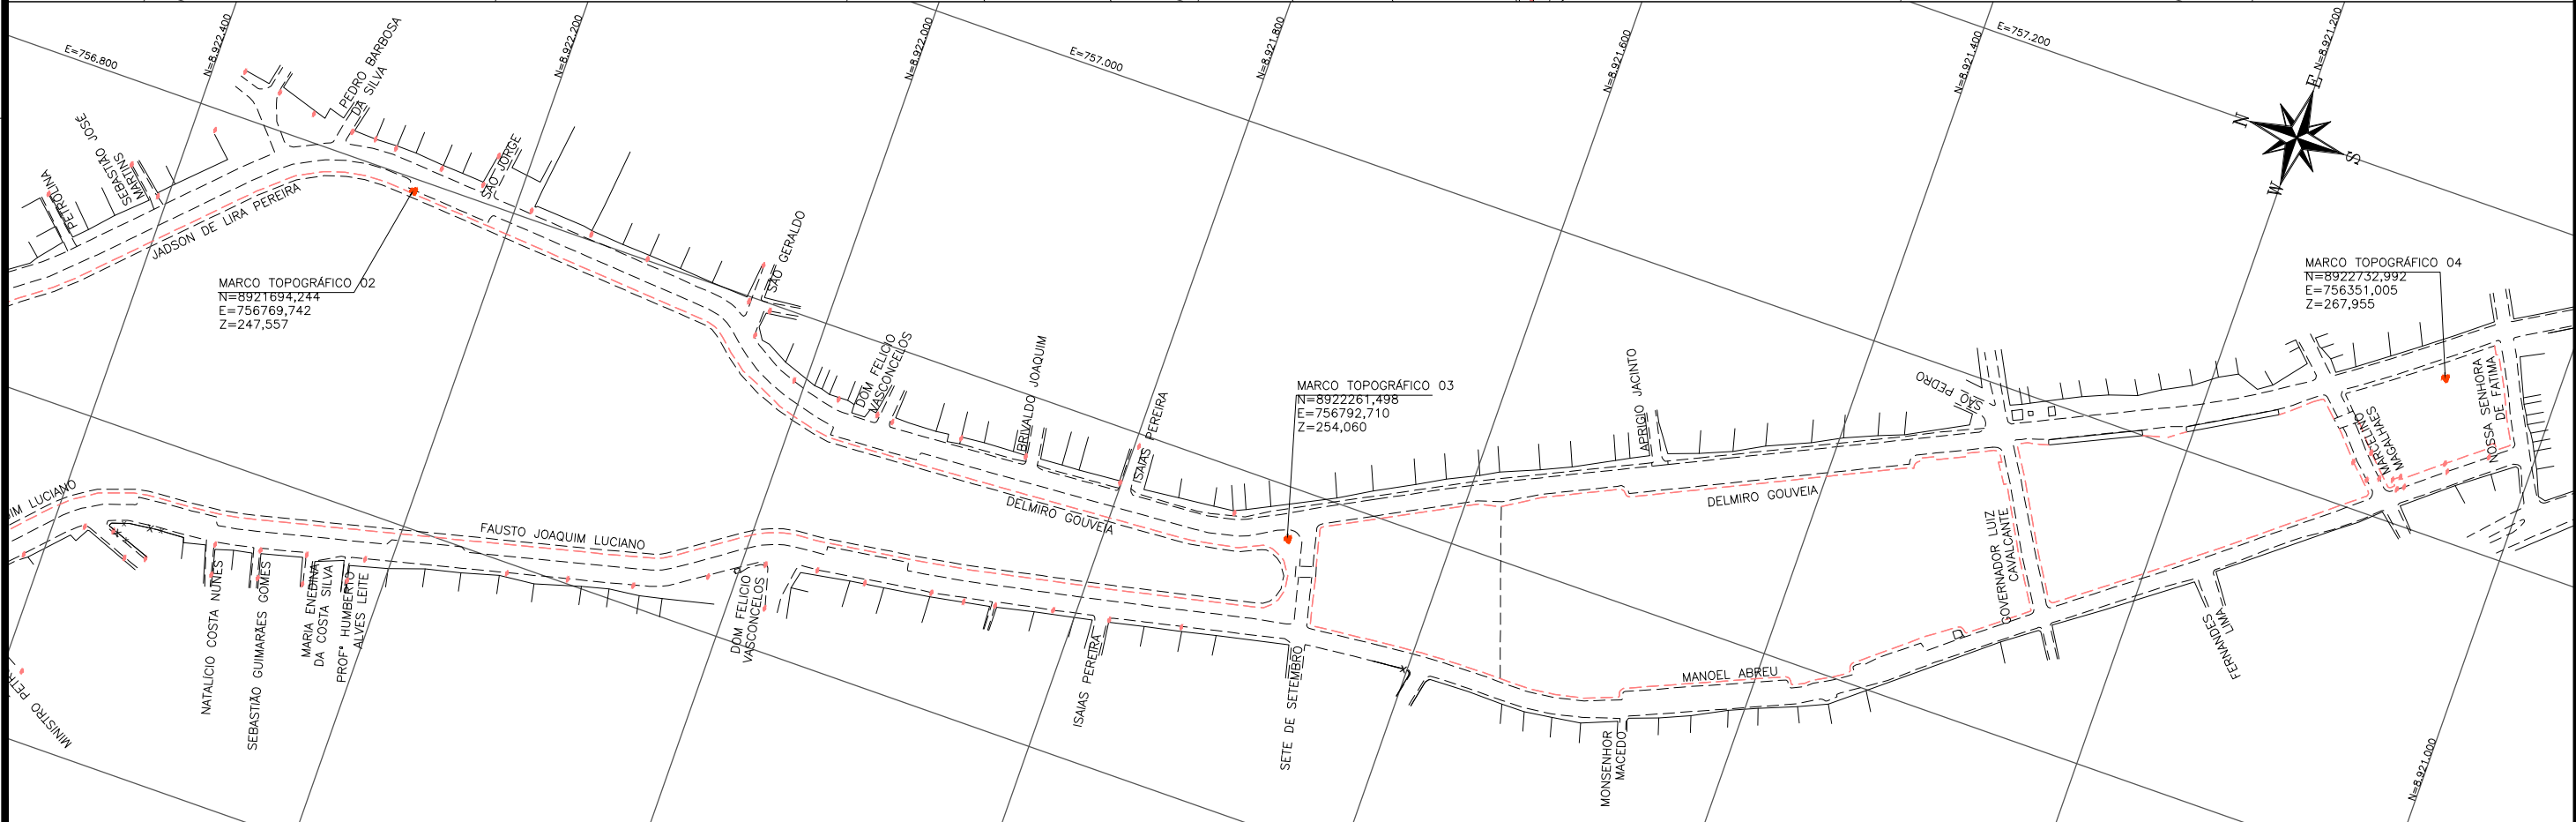 E=756.800
N=8.922.400
N=8.922.200
N=8.922.000
E=757.000
N=8.921.800
N=8.921.600
N=8.921.400
E=757.200
N=8.921.200
N
E
S
W
PEDRO BARBOSA
DA SILVA
SEBASTIÃO JOSÉ
MARTINS
PETROLINA
SÃO JORGE
JADSON DE LIRA PEREIRA
MARCO TOPOGRÁFICO 02
N=8921694,244
E=756769,742
Z=247,557
SÃO GERALDO
DOM FELICIO
VASCONCELOS
BRIVALDO JOAQUIM
ISAIAS PEREIRA
MARCO TOPOGRÁFICO 03
N=8922261,498
E=756792,710
Z=254,060
APRIGIO JACINTO
SÃO PEDRO
MARCO TOPOGRÁFICO 04
N=8922732,992
E=756351,005
Z=267,955
MARCELINO
MAGALHAES
NOSSA SENHORA
DE FATIMA
DELMIRO GOUVEIA
DELMIRO GOUVEIA
UIM LUCIANO
FAUSTO JOAQUIM LUCIANO
NATALÍCIO COSTA NUNES
SEBASTIÃO GUIMARÃES GOMES
MARIA ENEDINA
DA COSTA SILVA
PROFº HUMBERTO
ALVES LEITE
DOM FELICIO
VASCONCELOS
ISAIAS PEREIRA
SETE DE SETEMBRO
MANOEL ABREU
MONSENHOR
MACEDO
GOVERNADOR LUIZ
CAVALCANTE
FERNANDES
LIMA
MINISTRO PETR
N=8.921.000